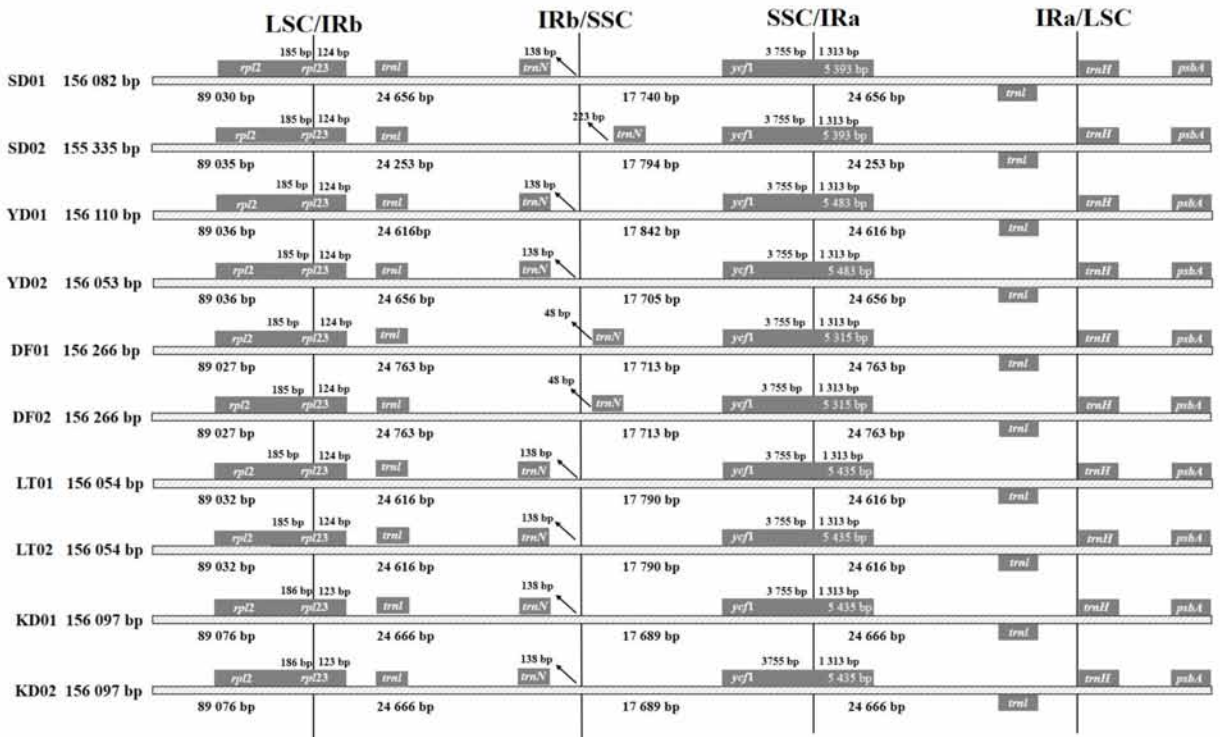 LSC/IRb IRb/SSC SSC/IRa IRa/LSC
185 bp 124 bp 138 bp 3 755 bp 1 313 bp
SD01 156 082 bp rpl2 rpl23 trnI trnN ycf1 5 393 bp trnI trnH psbA
89 030 bp 24 656 bp 17 740 bp 24 656 bp
185 bp 124 bp 223 bp 3 755 bp 1 313 bp
SD02 155 335 bp rpl2 rpl23 trnI trnN ycf1 5 393 bp trnI trnH psbA
89 035 bp 24 253 bp 17 794 bp 24 253 bp
185 bp 124 bp 138 bp 3 755 bp 1 313 bp
YD01 156 110 bp rpl2 rpl23 trnI trnN ycf1 5 483 bp trnI trnH psbA
89 036 bp 24 616bp 17 842 bp 24 616 bp
185 bp 124 bp 138 bp 3 755 bp 1 313 bp
YD02 156 053 bp rpl2 rpl23 trnI trnN ycf1 5 483 bp trnI trnH psbA
89 036 bp 24 656 bp 17 705 bp 24 656 bp
185 bp 124 bp 48 bp 3 755 bp 1 313 bp
DF01 156 266 bp rpl2 rpl23 trnI trnN ycf1 5 315 bp trnI trnH psbA
89 027 bp 24 763 bp 17 713 bp 24 763 bp
185 bp 124 bp 48 bp 3 755 bp 1 313 bp
DF02 156 266 bp rpl2 rpl23 trnI trnN ycf1 5 315 bp trnI trnH psbA
89 027 bp 24 763 bp 17 713 bp 24 763 bp
185 bp 124 bp 138 bp 3 755 bp 1 313 bp
LT01 156 054 bp rpl2 rpl23 trnI trnN ycf1 5 435 bp trnI trnH psbA
89 032 bp 24 616 bp 17 790 bp 24 616 bp
185 bp 124 bp 138 bp 3 755 bp 1 313 bp
LT02 156 054 bp rpl2 rpl23 trnI trnN ycf1 5 435 bp trnI trnH psbA
89 032 bp 24 616 bp 17 790 bp 24 616 bp
186 bp 123 bp 138 bp 3 755 bp 1 313 bp
KD01 156 097 bp rpl2 rpl23 trnI trnN ycf1 5 435 bp trnI trnH psbA
89 076 bp 24 666 bp 17 689 bp 24 666 bp
186 bp 123 bp 138 bp 3755 bp 1 313 bp
KD02 156 097 bp rpl2 rpl23 trnI trnN ycf1 5 435 bp trnI trnH psbA
89 076 bp 24 666 bp 17 689 bp 24 666 bp